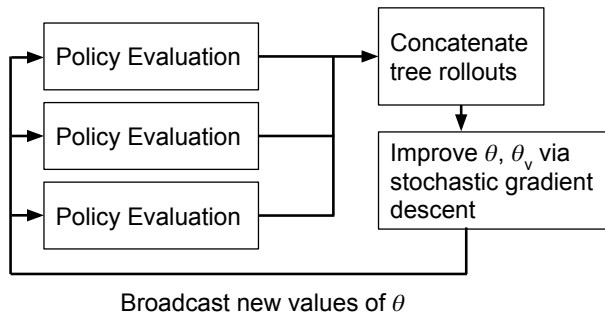 Policy Evaluation
Policy Evaluation
Policy Evaluation
Concatenate
tree rollouts
Improve θ, θv via
stochastic gradient
descent
Broadcast new values of θ